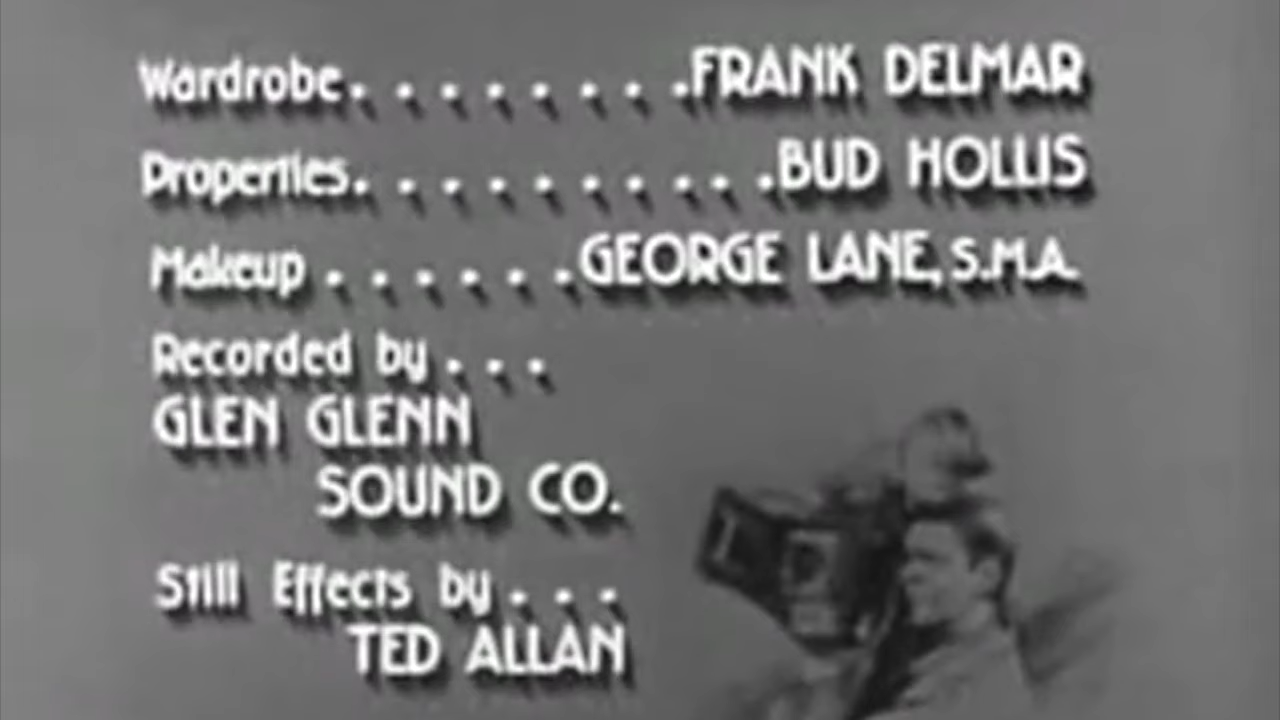 Wardrobe. . . . . . . .FRANK DELMAR
Properties. . . . . . . . . .BUD HOLLIS
Makeup . . . . . .GEORGE LANE, S.M.A.
Recorded by . . .
GLEN GLENN
SOUND CO.
Still Effects by . . .
TED ALLAN